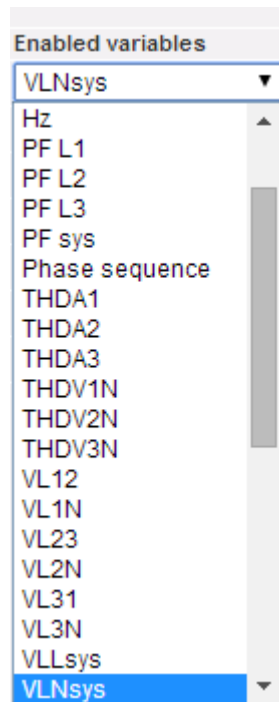 Enabled variables
VLNsys
Hz
PF L1
PF L2
PF L3
PF sys
Phase sequence
THDA1
THDA2
THDA3
THDV1N
THDV2N
THDV3N
VL12
VL1N
VL23
VL2N
VL31
VL3N
VLLsys
VLNsys